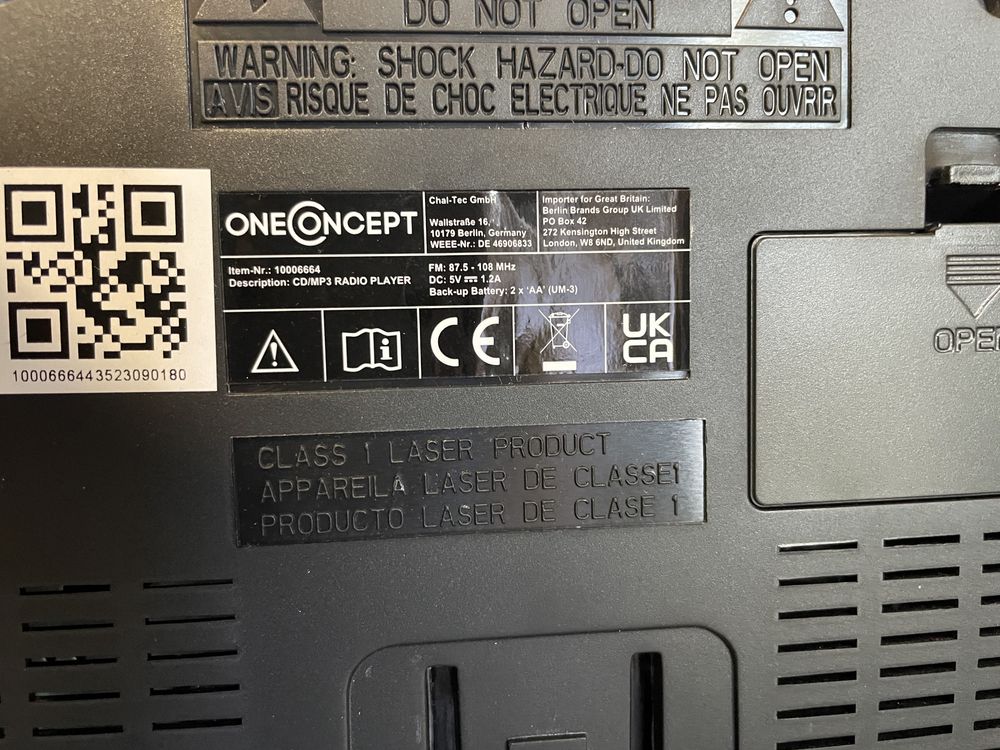 DO NOT OPEN
WARNING: SHOCK HAZARD-DO NOT OPEN
AVIS RISQUE DE CHOC ELECTRIQUE NE PAS OUVRIR
ONECONCEPT
Chal-Tec GmbH
Wallstraße 16,
10179 Berlin, Germany
WEEE-Nr.: DE 46906833
Importer for Great Britain:
Berlin Brands Group UK Limited
PO Box 42
272 Kensington High Street
London, W8 6ND, United Kingdom
Item-Nr.: 10006664
Description: CD/MP3 RADIO PLAYER
FM: 87.5 - 108 MHz
DC: 5V ⎓ 1.2A
Back-up Battery: 2 x 'AA' (UM-3)
CE
UK
CA
1000666443523090180
CLASS 1 LASER PRODUCT
APPAREILA LASER DE CLASSE1
PRODUCTO LASER DE CLASE 1
OPEN